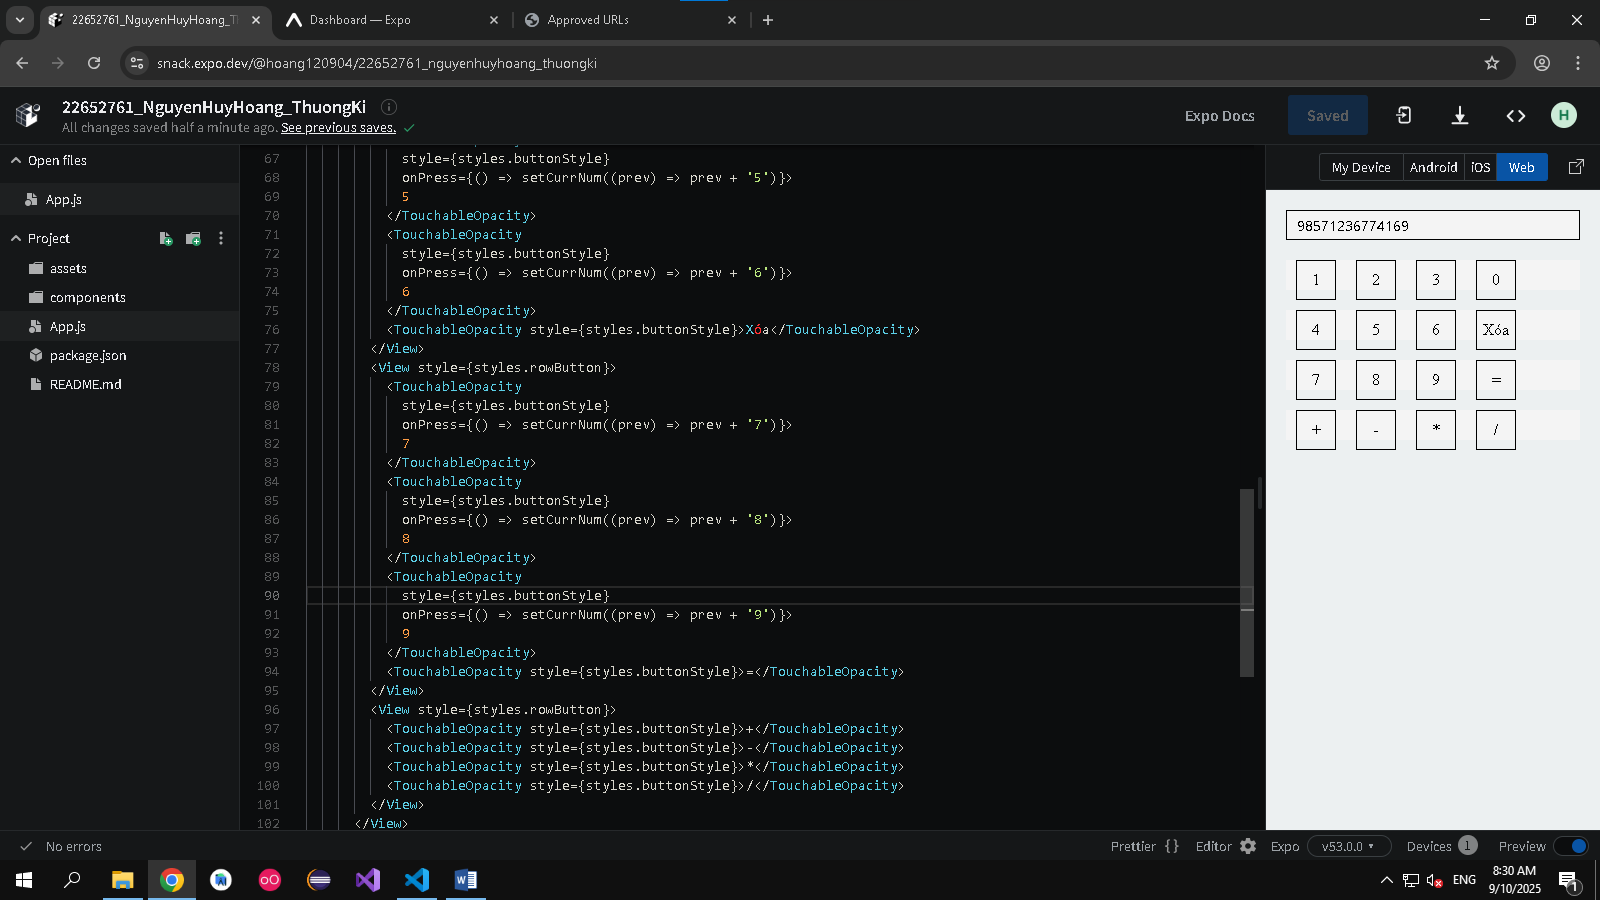 22652761_NguyenHuyHoang_T
Dashboard — Expo
Approved URLs
snack.expo.dev/@hoang120904/22652761_nguyenhuyhoang_thuongki
22652761_NguyenHuyHoang_ThuongKi
All changes saved half a minute ago. See previous saves.
Expo Docs
Saved
H
Open files
App.js
Project
assets
components
App.js
package.json
README.md
67 style={styles.buttonStyle}
68 onPress={() => setCurrNum((prev) => prev + '5')}>
69 5
70 </TouchableOpacity>
71 <TouchableOpacity
72 style={styles.buttonStyle}
73 onPress={() => setCurrNum((prev) => prev + '6')}>
74 6
75 </TouchableOpacity>
76 <TouchableOpacity style={styles.buttonStyle}>Xóa</TouchableOpacity>
77 </View>
78 <View style={styles.rowButton}>
79 <TouchableOpacity
80 style={styles.buttonStyle}
81 onPress={() => setCurrNum((prev) => prev + '7')}>
82 7
83 </TouchableOpacity>
84 <TouchableOpacity
85 style={styles.buttonStyle}
86 onPress={() => setCurrNum((prev) => prev + '8')}>
87 8
88 </TouchableOpacity>
89 <TouchableOpacity
90 style={styles.buttonStyle}
91 onPress={() => setCurrNum((prev) => prev + '9')}>
92 9
93 </TouchableOpacity>
94 <TouchableOpacity style={styles.buttonStyle}>=</TouchableOpacity>
95 </View>
96 <View style={styles.rowButton}>
97 <TouchableOpacity style={styles.buttonStyle}>+</TouchableOpacity>
98 <TouchableOpacity style={styles.buttonStyle}>-</TouchableOpacity>
99 <TouchableOpacity style={styles.buttonStyle}>*</TouchableOpacity>
100 <TouchableOpacity style={styles.buttonStyle}>/</TouchableOpacity>
101 </View>
102 </View>
My Device Android iOS Web
98571236774169
1 2 3 0
4 5 6 Xóa
7 8 9 =
+ - * /
No errors
Prettier {} Editor Expo v53.0.0 Devices 1 Preview
ENG
8:30 AM
9/10/2025
1